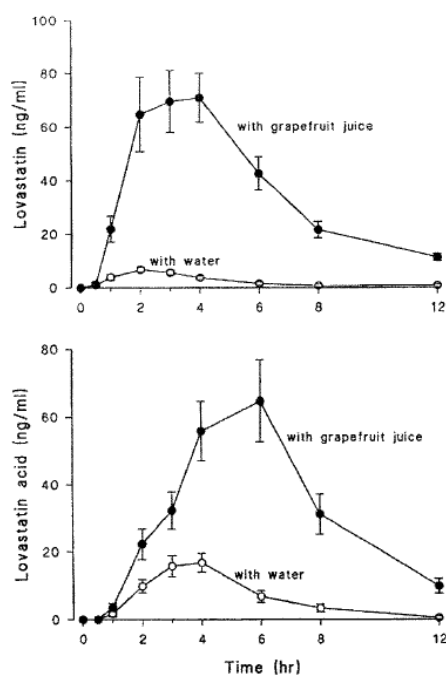 100
80
60
40
20
0
Lovastatin (ng/ml)
with grapefruit juice
with water
0 2 4 6 8 12
80
60
40
20
0
Lovastatin acid (ng/ml)
with grapefruit juice
with water
0 2 4 6 8 12
Time (hr)